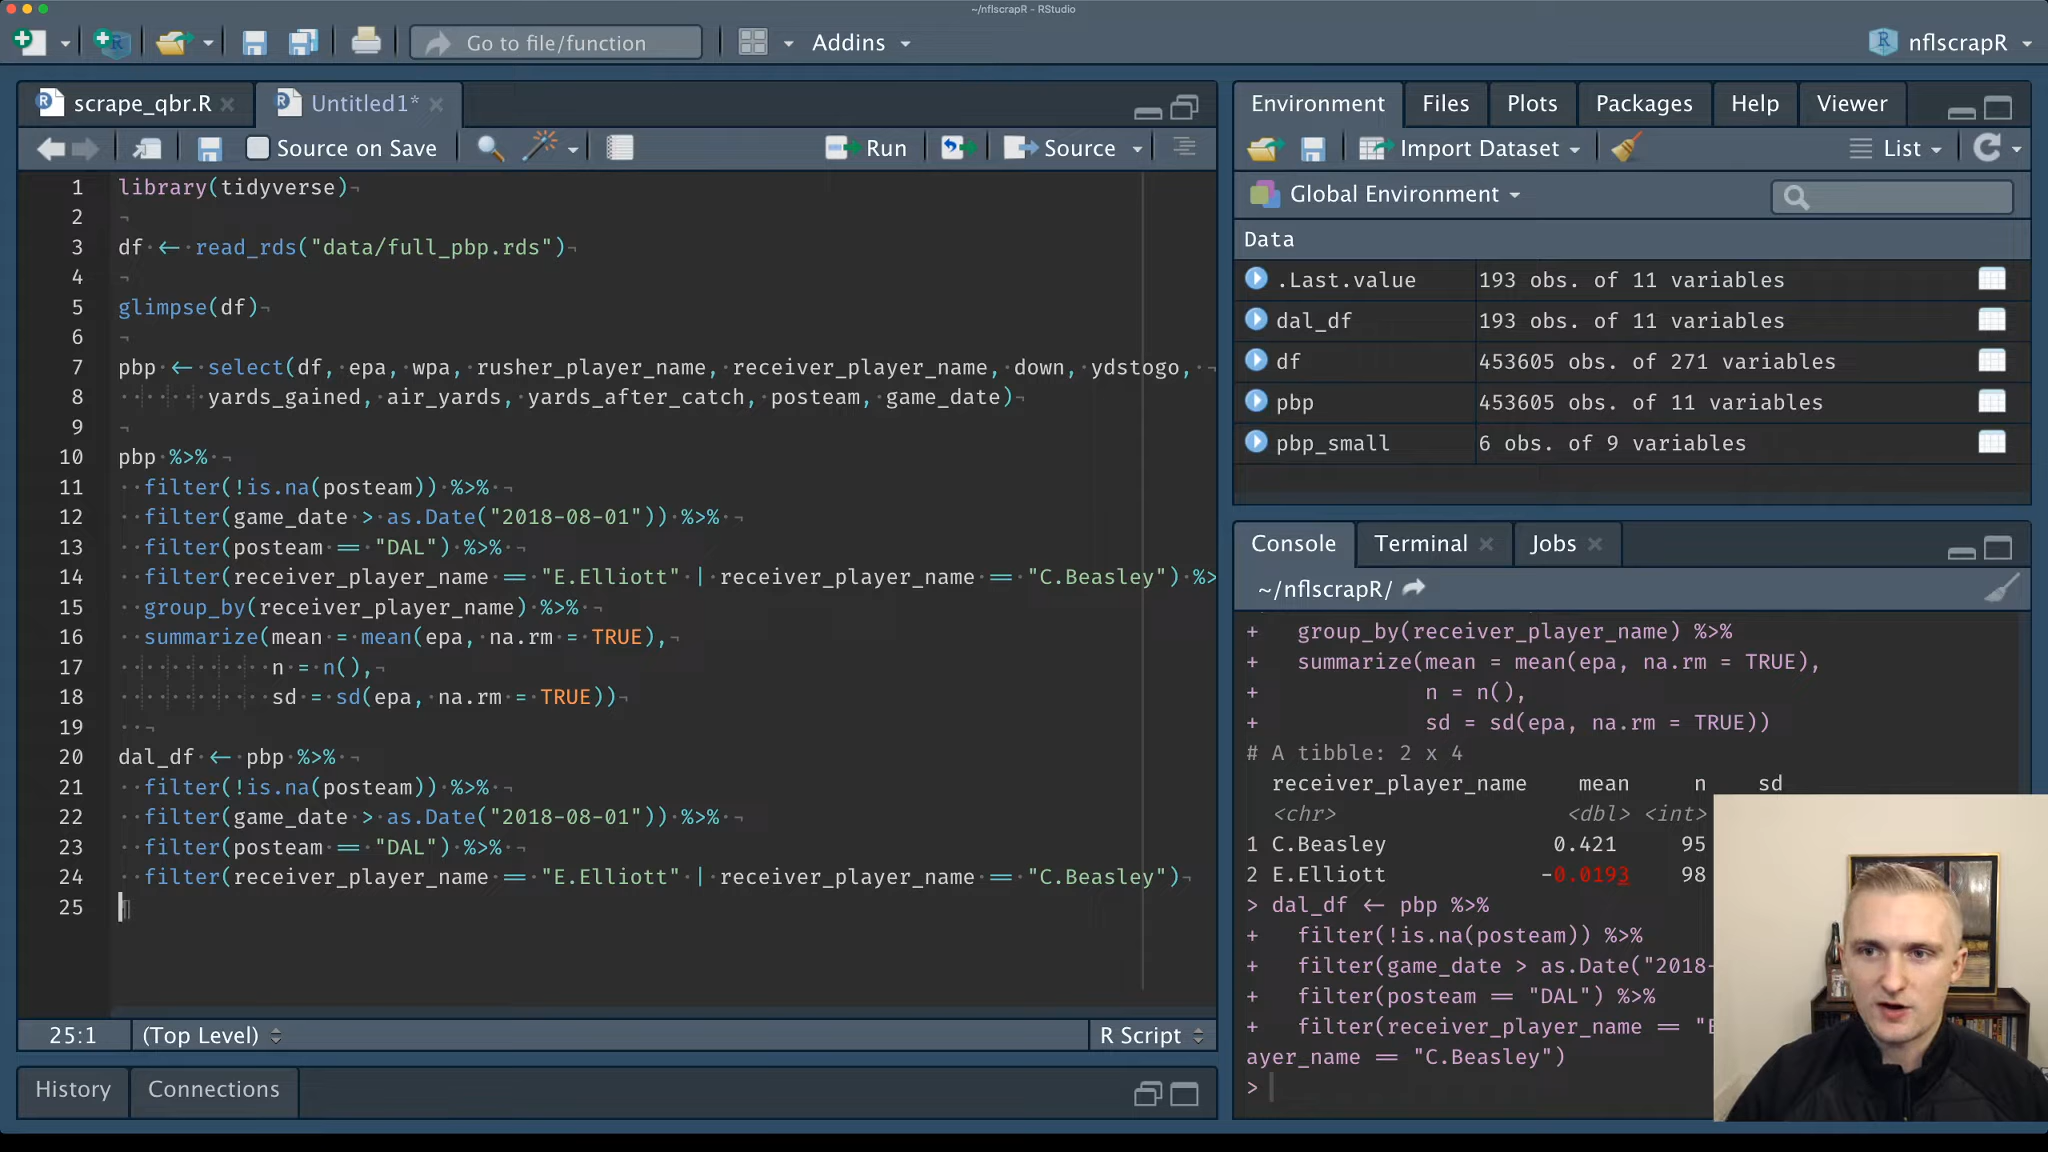 ~/nflscrapR - RStudio
Go to file/function
Addins
nflscrapR
scrape_qbr.R
Untitled1*
Source on Save
Run
Source
1 library(tidyverse)
2
3 df <- read_rds("data/full_pbp.rds")
4
5 glimpse(df)
6
7 pbp <- select(df, epa, wpa, rusher_player_name, receiver_player_name, down, ydstogo,
8 yards_gained, air_yards, yards_after_catch, posteam, game_date)
9
10 pbp %>%
11 filter(!is.na(posteam)) %>%
12 filter(game_date > as.Date("2018-08-01")) %>%
13 filter(posteam == "DAL") %>%
14 filter(receiver_player_name == "E.Elliott" | receiver_player_name == "C.Beasley") %>
15 group_by(receiver_player_name) %>%
16 summarize(mean = mean(epa, na.rm = TRUE),
17 n = n(),
18 sd = sd(epa, na.rm = TRUE))
19
20 dal_df <- pbp %>%
21 filter(!is.na(posteam)) %>%
22 filter(game_date > as.Date("2018-08-01")) %>%
23 filter(posteam == "DAL") %>%
24 filter(receiver_player_name == "E.Elliott" | receiver_player_name == "C.Beasley")
25
25:1
(Top Level)
R Script
History
Connections
Environment
Files
Plots
Packages
Help
Viewer
Import Dataset
List
Global Environment
Data
.Last.value 193 obs. of 11 variables
dal_df 193 obs. of 11 variables
df 453605 obs. of 271 variables
pbp 453605 obs. of 11 variables
pbp_small 6 obs. of 9 variables
Console
Terminal
Jobs
~/nflscrapR/
+ group_by(receiver_player_name) %>%
+ summarize(mean = mean(epa, na.rm = TRUE),
+ n = n(),
+ sd = sd(epa, na.rm = TRUE))
# A tibble: 2 x 4
receiver_player_name mean n sd
<chr> <dbl> <int>
1 C.Beasley 0.421 95
2 E.Elliott -0.0193 98
> dal_df <- pbp %>%
+ filter(!is.na(posteam)) %>%
+ filter(game_date > as.Date("2018-
+ filter(posteam == "DAL") %>%
+ filter(receiver_player_name == "E
ayer_name == "C.Beasley")
>